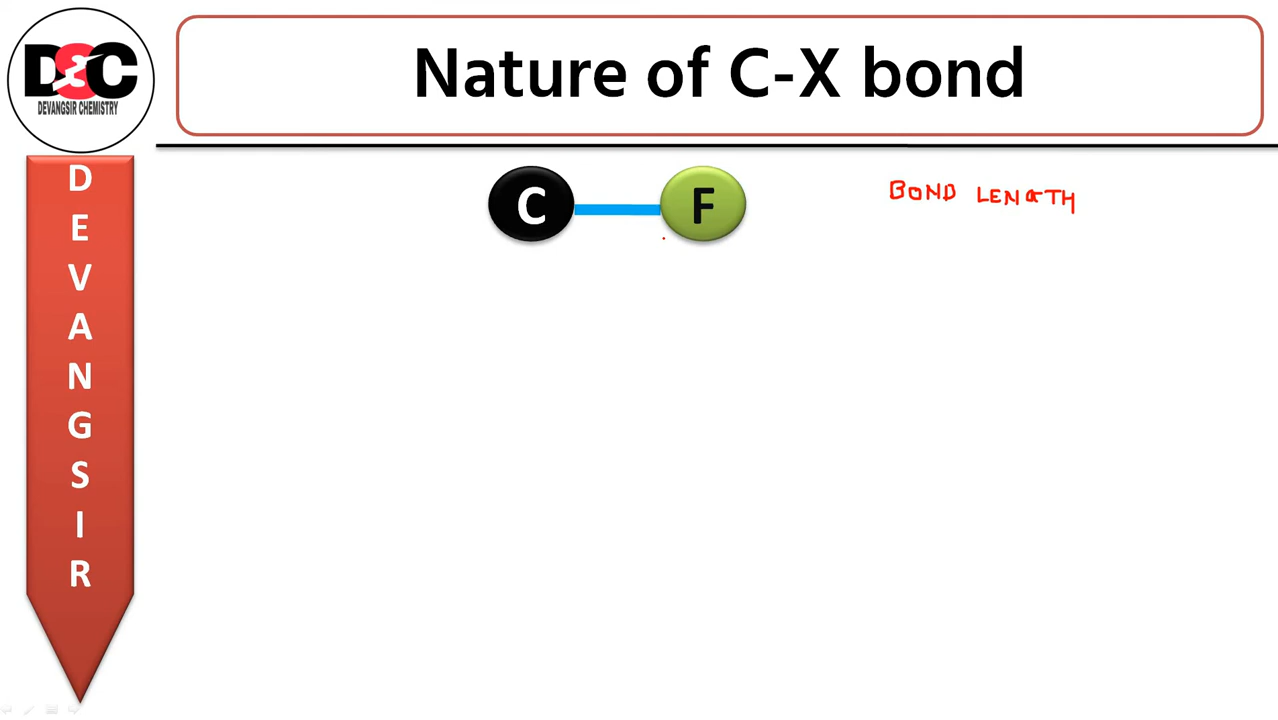 DSC
DEVANGSIR CHEMISTRY
Nature of C-X bond
D
E
V
A
N
G
S
I
R
C
F
BOND LENGTH